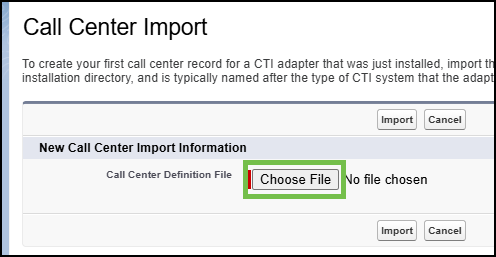 Call Center Import
To create your first call center record for a CTI adapter that was just installed, import th
installation directory, and is typically named after the type of CTI system that the adapt
Import Cancel
New Call Center Import Information
Call Center Definition File Choose File No file chosen
Import Cancel